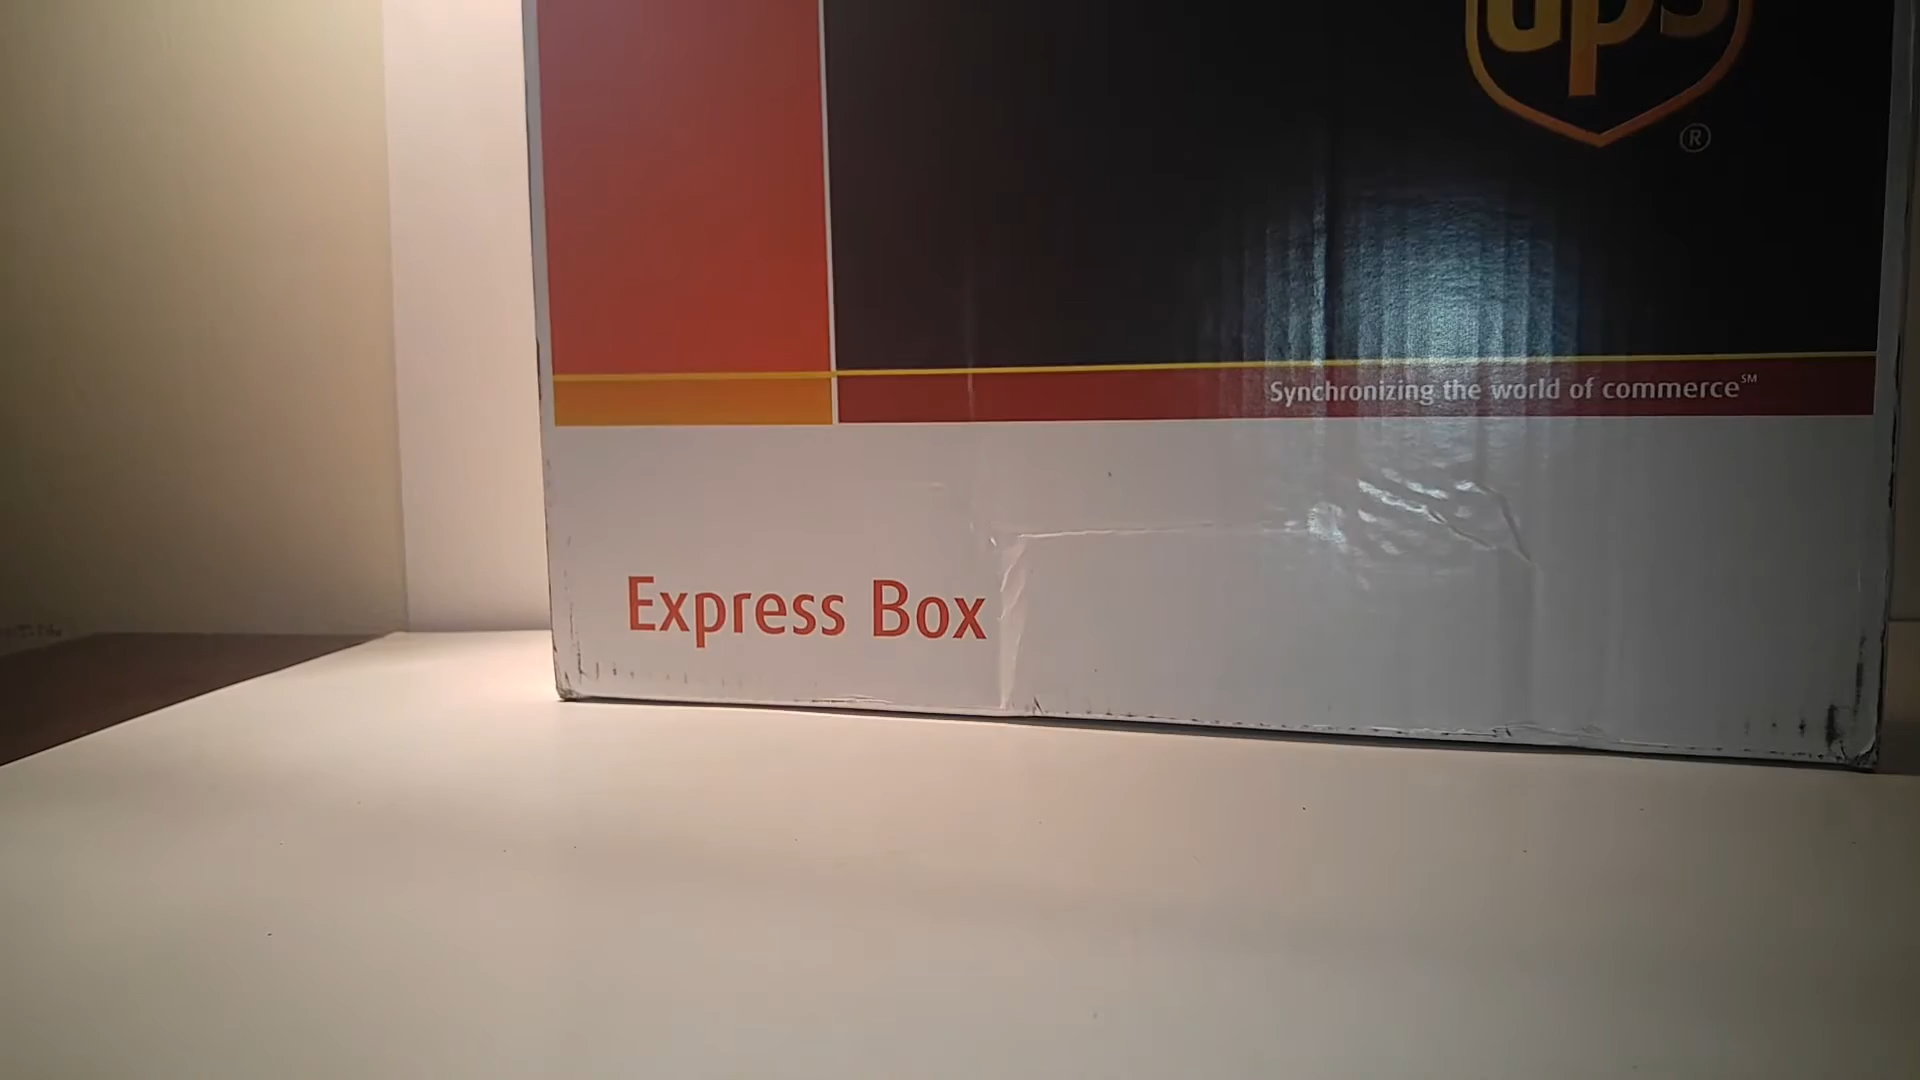 ups
®
Synchronizing the world of commerce℠
Express Box